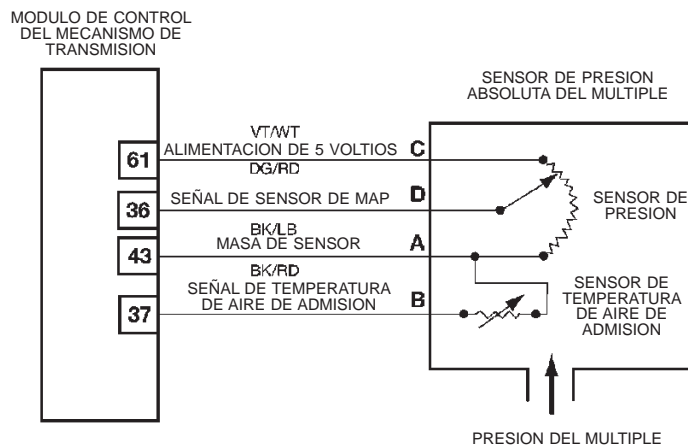 MODULO DE CONTROL
DEL MECANISMO DE
TRANSMISION
SENSOR DE PRESION
ABSOLUTA DEL MULTIPLE
VT/WT
61
ALIMENTACION DE 5 VOLTIOS
C
DG/RD
36
SEÑAL DE SENSOR DE MAP
D
SENSOR DE
PRESION
BK/LB
43
MASA DE SENSOR
A
BK/RD
SEÑAL DE TEMPERATURA
DE AIRE DE ADMISION
37
B
SENSOR DE
TEMPERATURA
DE AIRE DE
ADMISION
PRESION DEL MULTIPLE